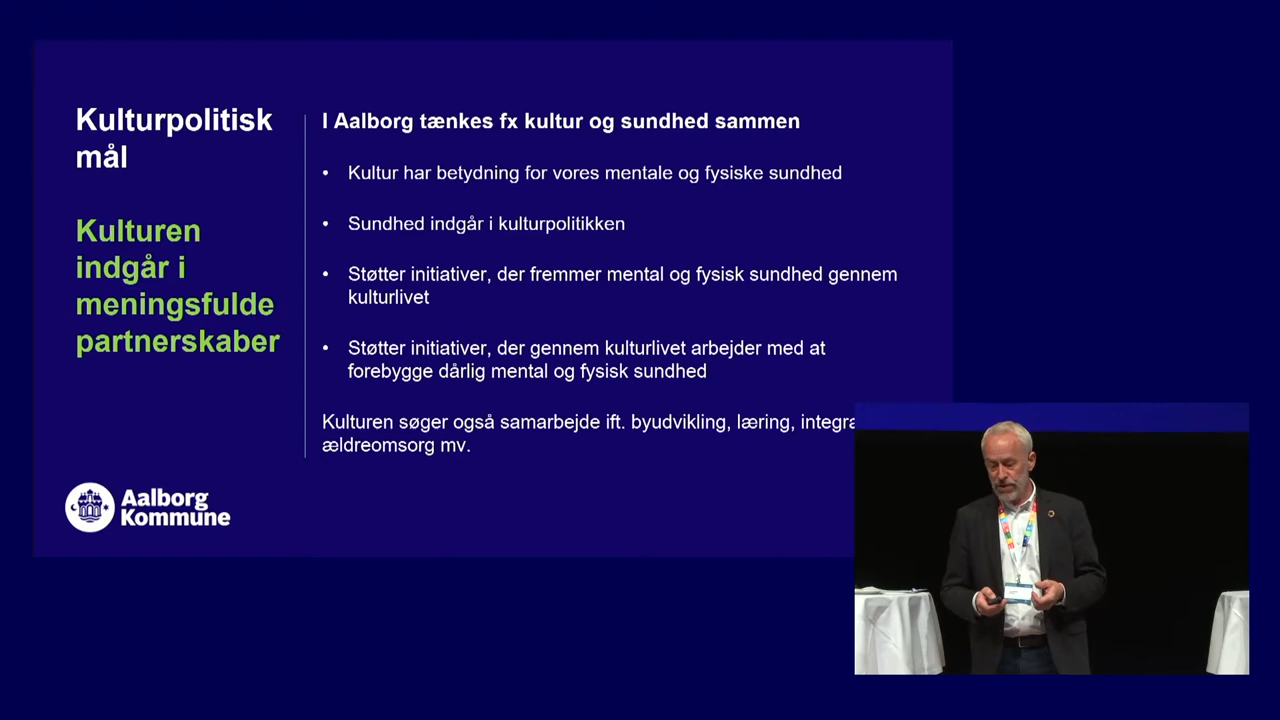 Kulturpolitisk
mål
Kulturen
indgår i
meningsfulde
partnerskaber
I Aalborg tænkes fx kultur og sundhed sammen
• Kultur har betydning for vores mentale og fysiske sundhed
• Sundhed indgår i kulturpolitikken
• Støtter initiativer, der fremmer mental og fysisk sundhed gennem
kulturlivet
• Støtter initiativer, der gennem kulturlivet arbejder med at
forebygge dårlig mental og fysisk sundhed
Kulturen søger også samarbejde ift. byudvikling, læring,
ældreomsorg mv.
Aalborg
Kommune